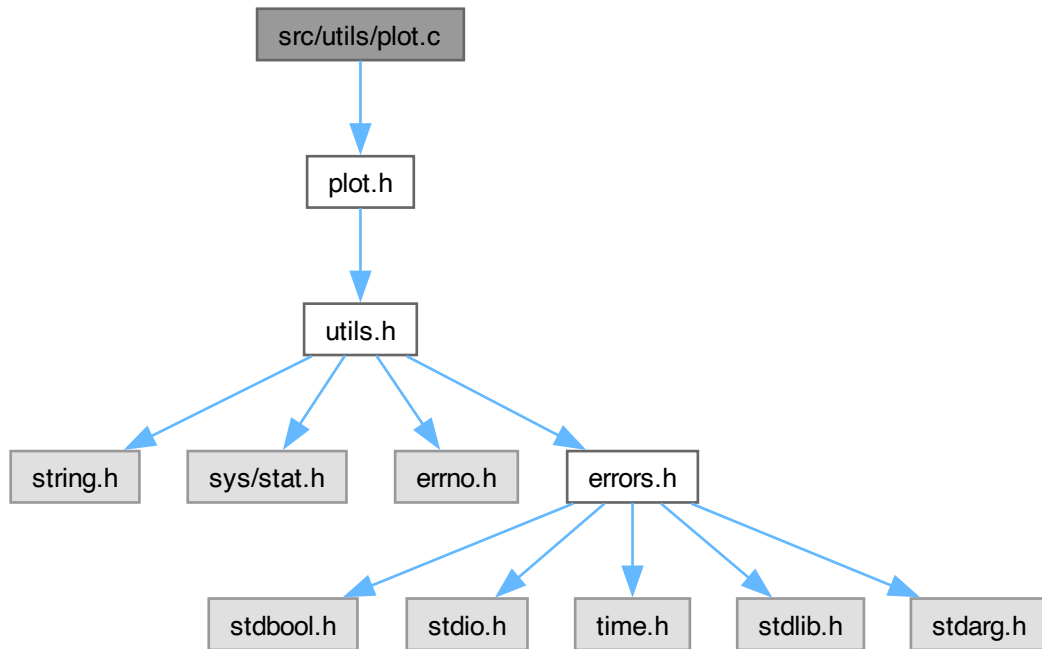 src/utils/plot.c
plot.h
utils.h
string.h
sys/stat.h
errno.h
errors.h
stdbool.h
stdio.h
time.h
stdlib.h
stdarg.h